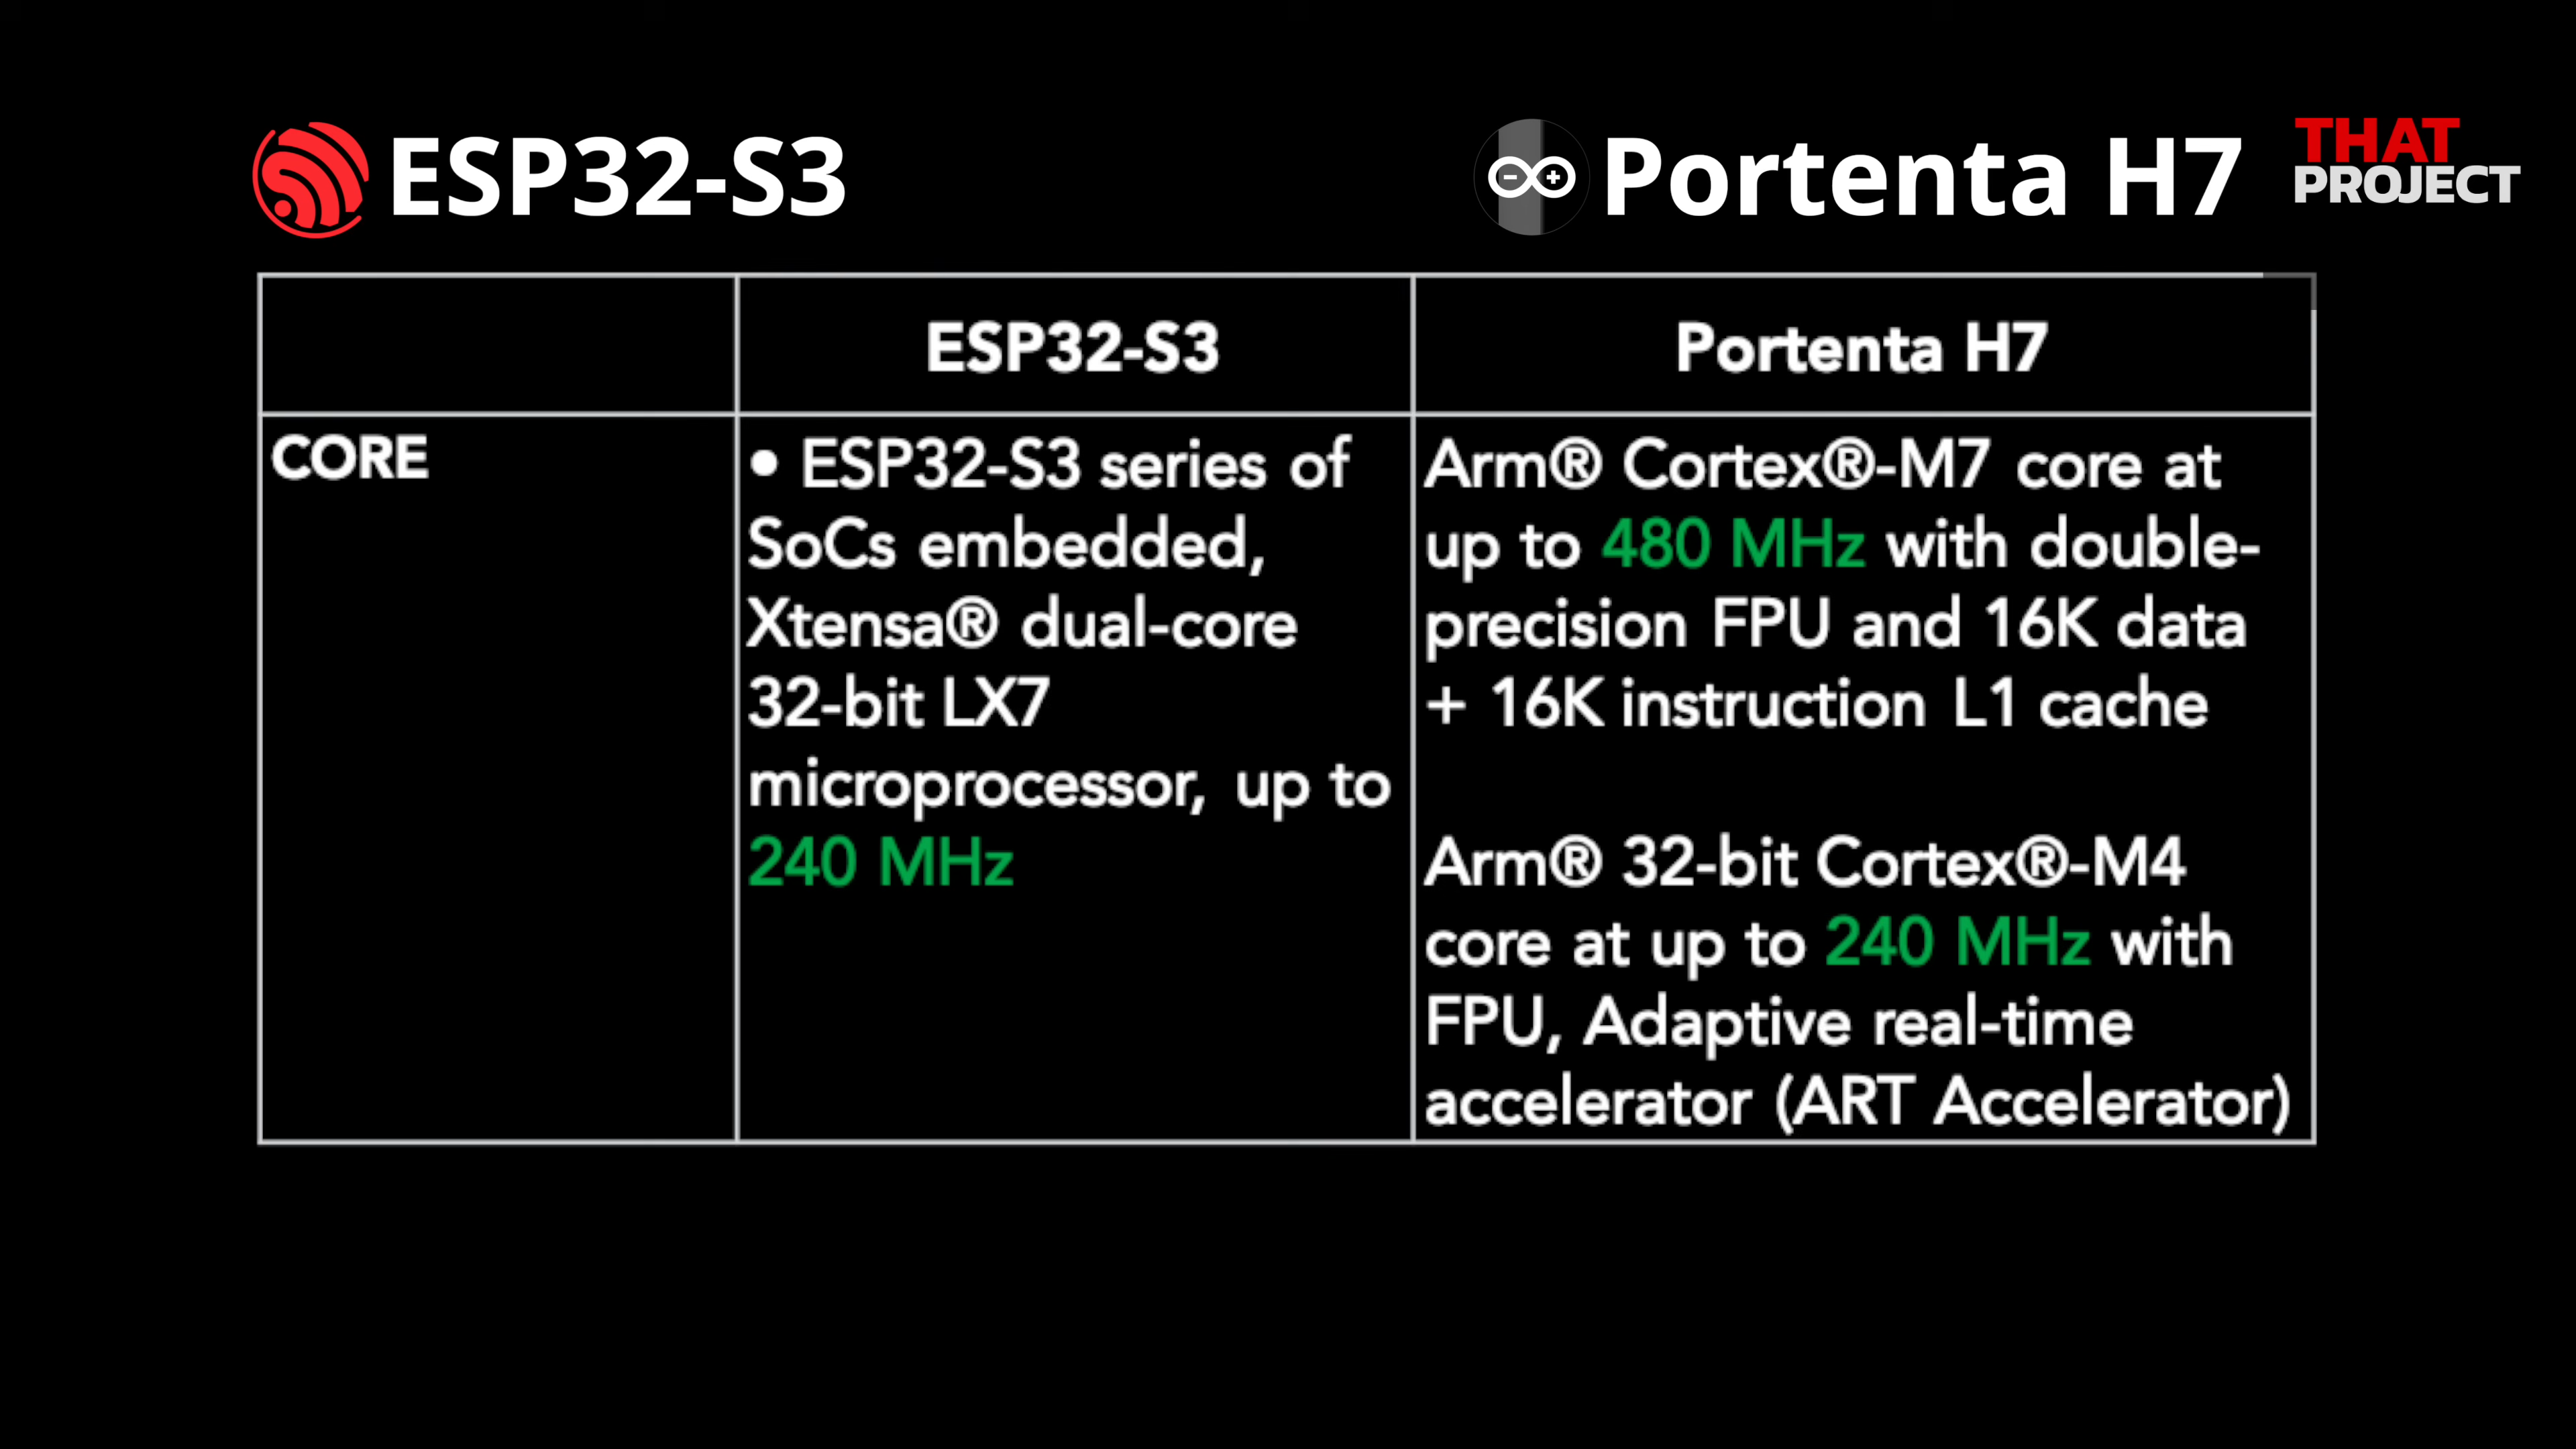 ESP32-S3
Portenta H7
THAT
PROJECT
ESP32-S3
Portenta H7
CORE
• ESP32-S3 series of
SoCs embedded,
Xtensa® dual-core
32-bit LX7
microprocessor, up to
240 MHz
Arm® Cortex®-M7 core at
up to 480 MHz with double-
precision FPU and 16K data
+ 16K instruction L1 cache
Arm® 32-bit Cortex®-M4
core at up to 240 MHz with
FPU, Adaptive real-time
accelerator (ART Accelerator)